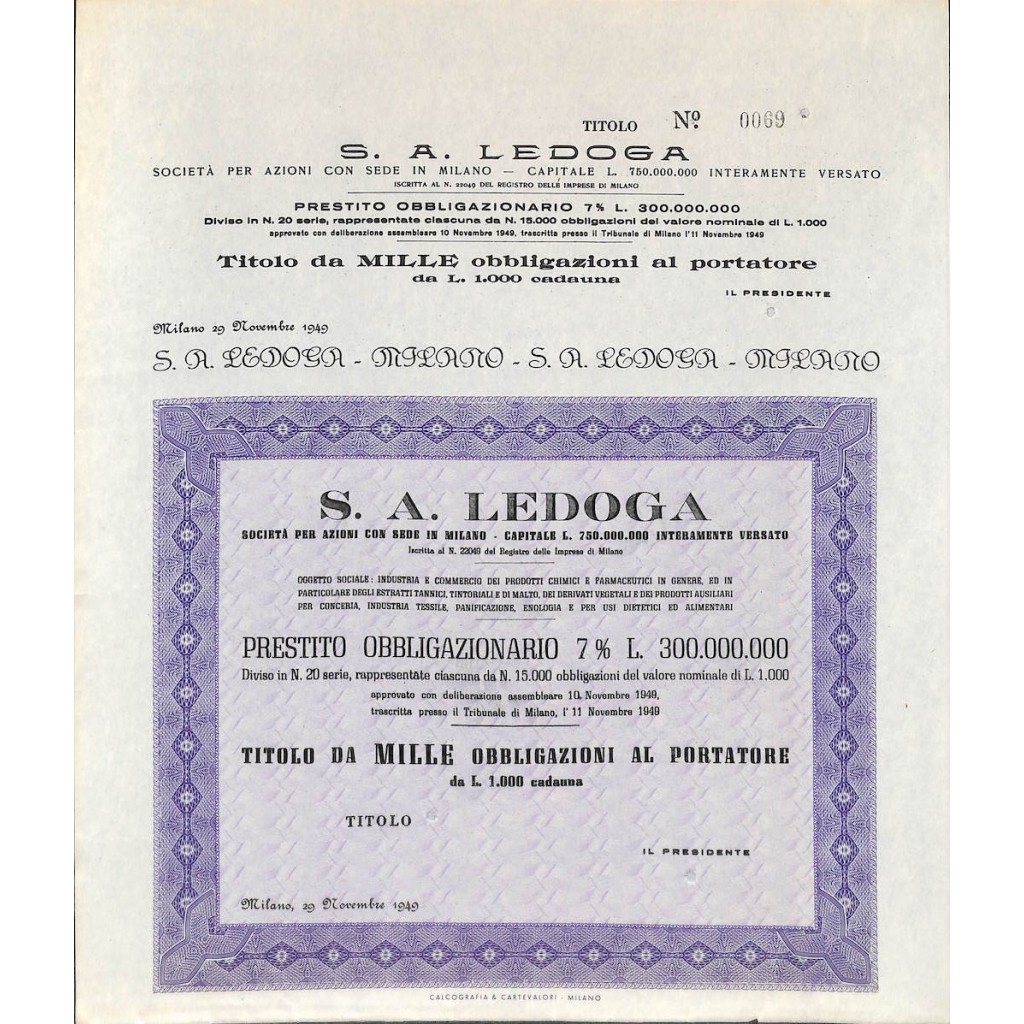 TITOLO Nº 0069
S. A. LEDOGA
SOCIETÀ PER AZIONI CON SEDE IN MILANO — CAPITALE L. 750.000.000 INTERAMENTE VERSATO
ISCRITTA AL N. 22049 DEL REGISTRO DELLE IMPRESE DI MILANO
PRESTITO OBBLIGAZIONARIO 7% L. 300.000.000
Diviso in N. 20 serie, rappresentate ciascuna da N. 15.000 obbligazioni del valore nominale di L. 1.000
approvato con deliberazione assembleare 10 Novembre 1949, trascritta presso il Tribunale di Milano l'11 Novembre 1949
Titolo da MILLE obbligazioni al portatore
da L. 1.000 cadauna
IL PRESIDENTE
Milano 29 Novembre 1949
S. A. LEDOGA - MILANO - S. A. LEDOGA - MILANO
S. A. LEDOGA
SOCIETÀ PER AZIONI CON SEDE IN MILANO - CAPITALE L. 750.000.000 INTERAMENTE VERSATO
Iscritta al N. 22049 del Registro delle Imprese di Milano
OGGETTO SOCIALE: INDUSTRIA E COMMERCIO DEI PRODOTTI CHIMICI E FARMACEUTICI IN GENERE, ED IN
PARTICOLARE DEGLI ESTRATTI TANNICI, TINTORIALI E DI MALTO, DEI DERIVATI VEGETALI E DEI PRODOTTI AUSILIARI
PER CONCERIA, INDUSTRIA TESSILE, PANIFICAZIONE, ENOLOGIA E PER USI DIETETICI ED ALIMENTARI
PRESTITO OBBLIGAZIONARIO 7% L. 300.000.000
Diviso in N. 20 serie, rappresentate ciascuna da N. 15.000 obbligazioni del valore nominale di L. 1.000
approvato con deliberazione assembleare 10 Novembre 1949,
trascritta presso il Tribunale di Milano, l'11 Novembre 1949
TITOLO DA MILLE OBBLIGAZIONI AL PORTATORE
da L. 1.000 cadauna
TITOLO
IL PRESIDENTE
Milano, 29 Novembre 1949
CALCOGRAFIA & CARTEVALORI - MILANO